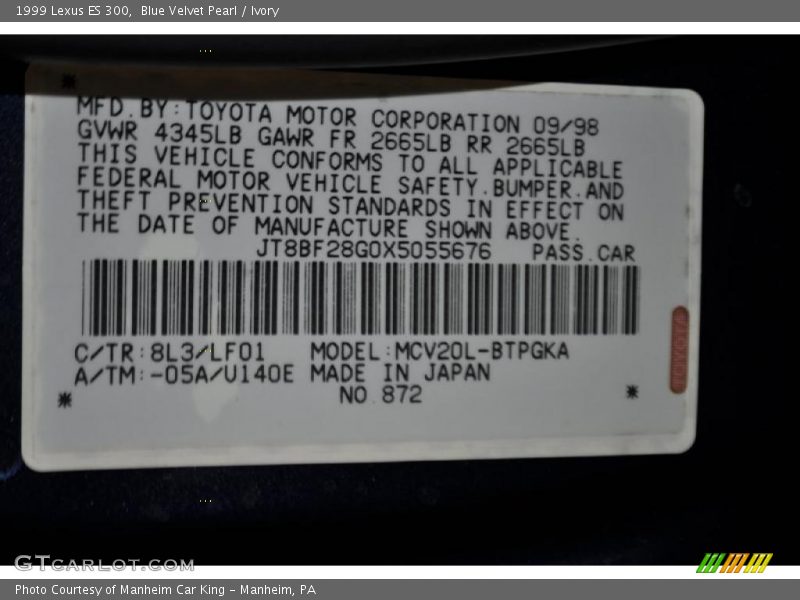 1999 Lexus ES 300, Blue Velvet Pearl / Ivory
MFD.BY:TOYOTA MOTOR CORPORATION 09/98
GVWR 4345LB GAWR FR 2665LB RR 2665LB
THIS VEHICLE CONFORMS TO ALL APPLICABLE
FEDERAL MOTOR VEHICLE SAFETY.BUMPER.AND
THEFT PREVENTION STANDARDS IN EFFECT ON
THE DATE OF MANUFACTURE SHOWN ABOVE.
JT8BF28G0X5055676 PASS.CAR
C/TR:8L3/LF01 MODEL:MCV20L-BTPGKA
A/TM:-05A/U140E MADE IN JAPAN
NO.872
TOYOTA
GTcarlot.com
Photo Courtesy of Manheim Car King - Manheim, PA